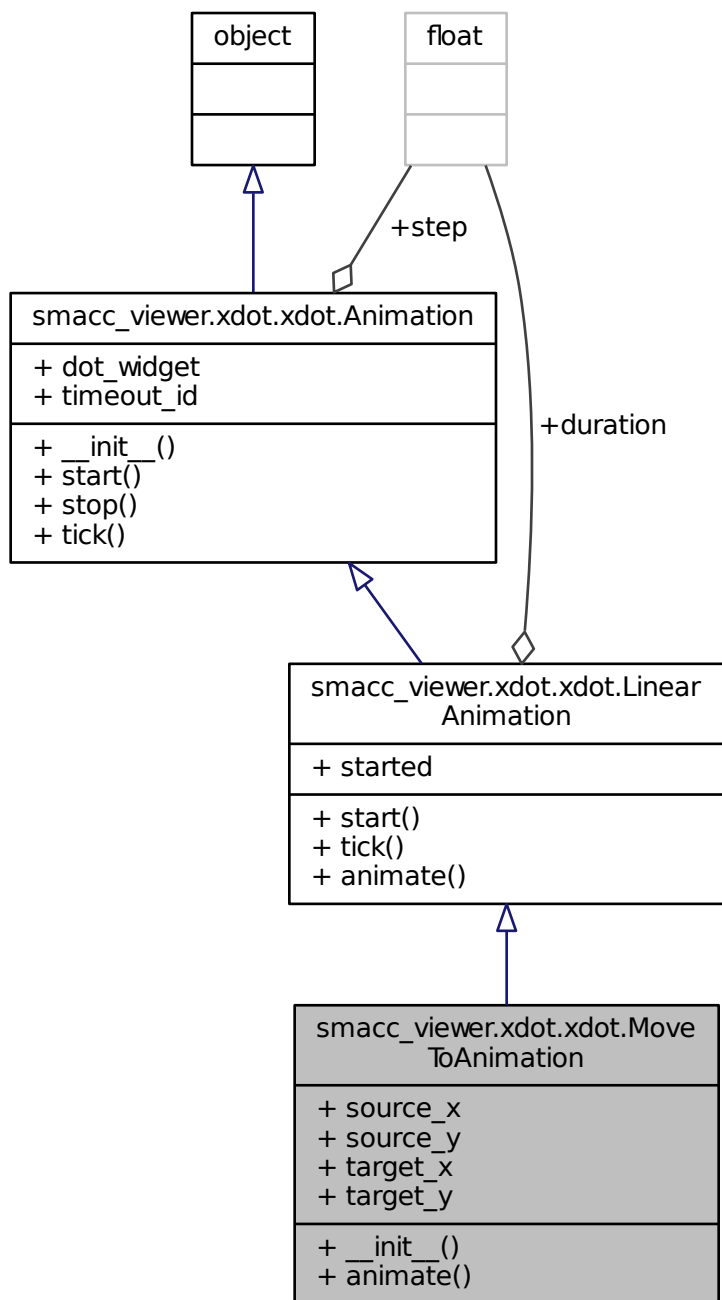 object
float
+step
smacc_viewer.xdot.xdot.Animation
+ dot_widget
+ timeout_id
+ __init__()
+ start()
+ stop()
+ tick()
+duration
smacc_viewer.xdot.xdot.Linear
Animation
+ started
+ start()
+ tick()
+ animate()
smacc_viewer.xdot.xdot.Move
ToAnimation
+ source_x
+ source_y
+ target_x
+ target_y
+ __init__()
+ animate()